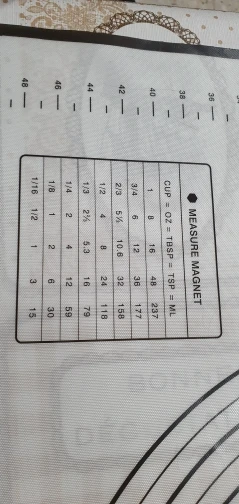 36
38
40
42
44
46
48
MEASURE MAGNET
CUP = OZ = TBSP = TSP = ML
1 8 16 48 237
3/4 6 12 36 177
2/3 5⅓ 10.6 32 158
1/2 4 8 24 118
1/3 2⅔ 5.3 16 79
1/4 2 4 12 59
1/8 1 2 6 30
1/16 1/2 1 3 15